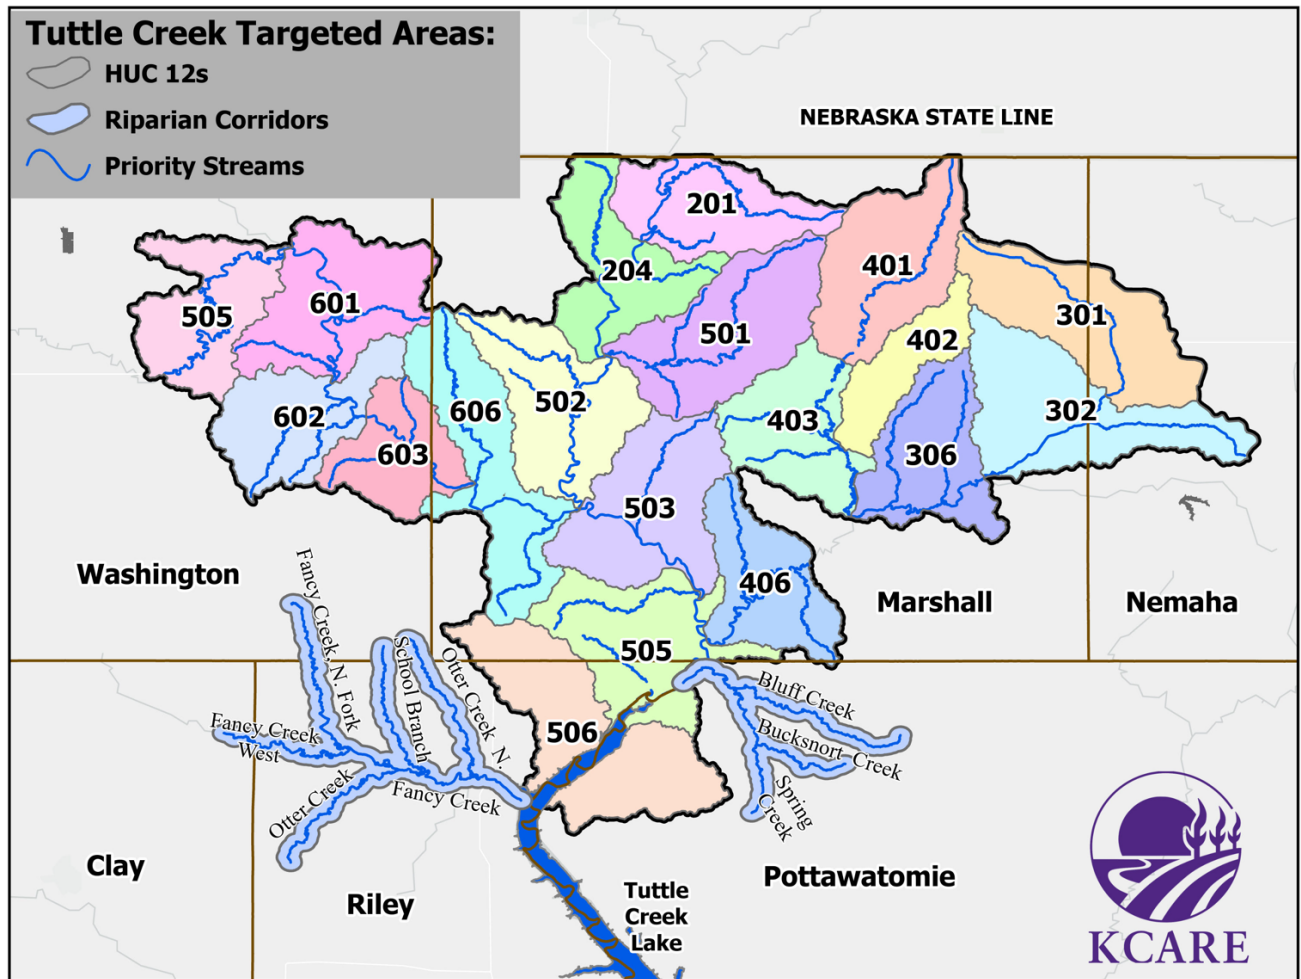 Tuttle Creek Targeted Areas:
HUC 12s
Riparian Corridors
Priority Streams
NEBRASKA STATE LINE
201
204
401
505
601
301
501
402
502
606
602
403
302
603
306
503
406
Washington
Marshall
Nemaha
505
506
Fancy Creek, N. Fork
School Branch
Otter Creek N.
Fancy Creek
West
Otter Creek
Fancy Creek
Bluff Creek
Bucksnort Creek
Spring
Creek
Clay
Riley
Pottawatomie
Tuttle
Creek
Lake
KCARE